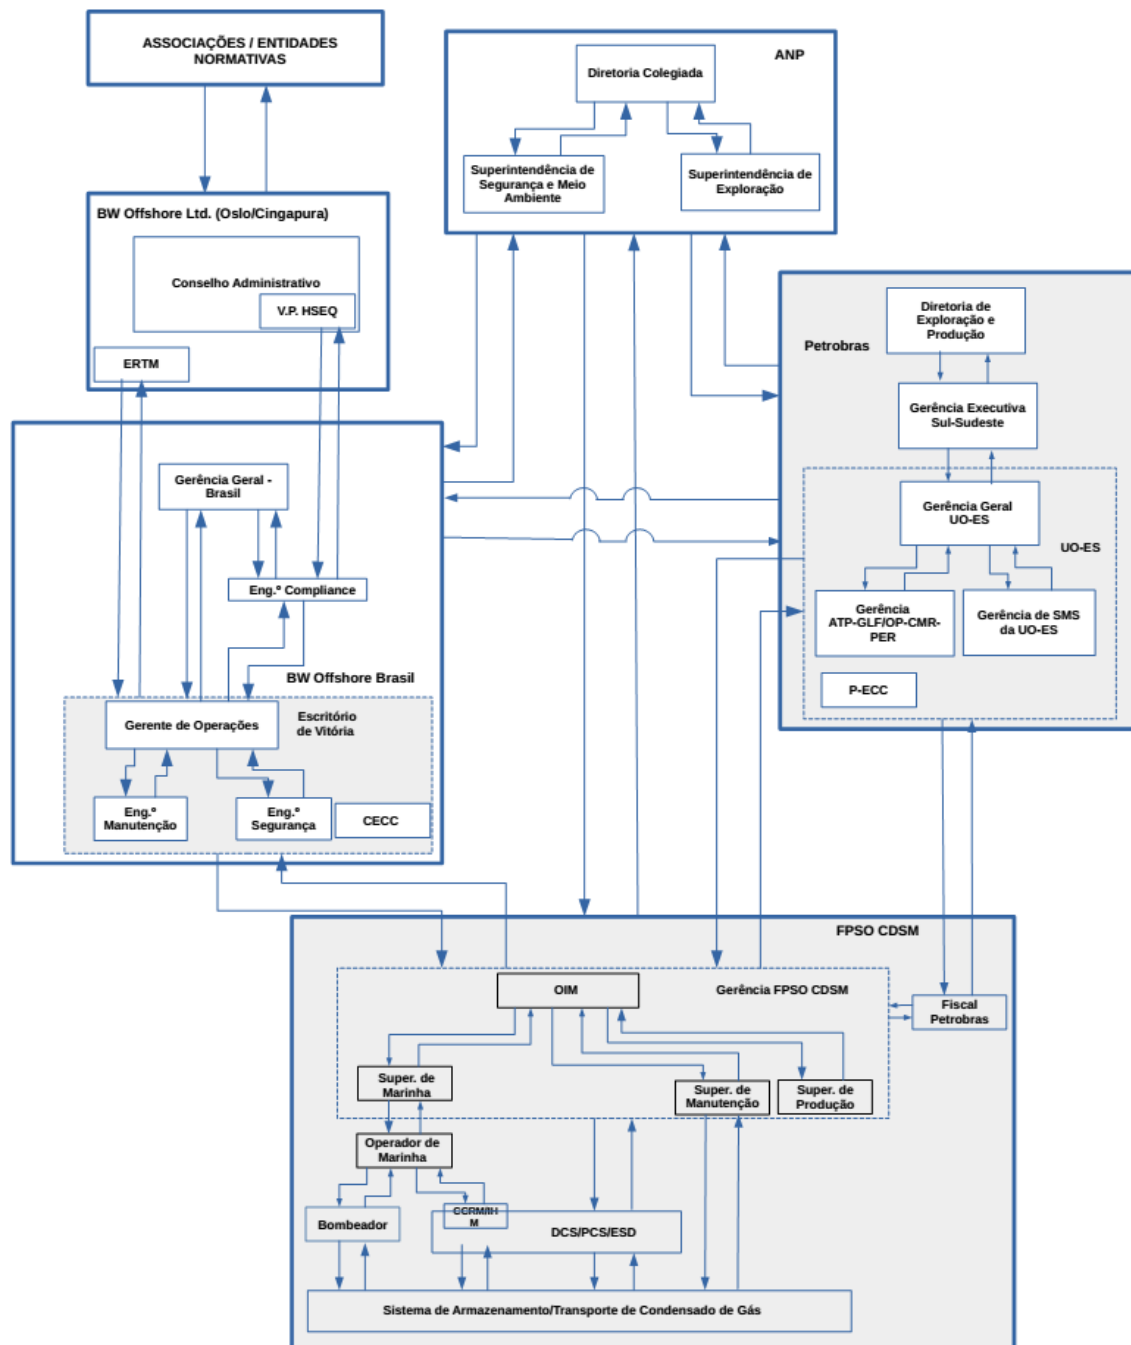 ASSOCIAÇÕES / ENTIDADES
NORMATIVAS
ANP
Diretoria Colegiada
Superintendência de
Segurança e Meio
Ambiente
Superintendência de
Exploração
BW Offshore Ltd. (Oslo/Cingapura)
Conselho Administrativo
V.P. HSEQ
ERTM
Petrobras
Diretoria de
Exploração e
Produção
Gerência Executiva
Sul-Sudeste
Gerência Geral
UO-ES
UO-ES
Gerência
ATP-GLF/OP-CMR-
PER
Gerência de SMS
da UO-ES
P-ECC
Gerência Geral -
Brasil
Eng.º Compliance
BW Offshore Brasil
Gerente de Operações
Escritório
de Vitória
Eng.º
Manutenção
Eng.º
Segurança
CECC
FPSO CDSM
OIM
Gerência FPSO CDSM
Fiscal
Petrobras
Super. de
Marinha
Super. de
Manutenção
Super. de
Produção
Operador de
Marinha
Bombeador
CCRM/IH
M
DCS/PCS/ESD
Sistema de Armazenamento/Transporte de Condensado de Gás